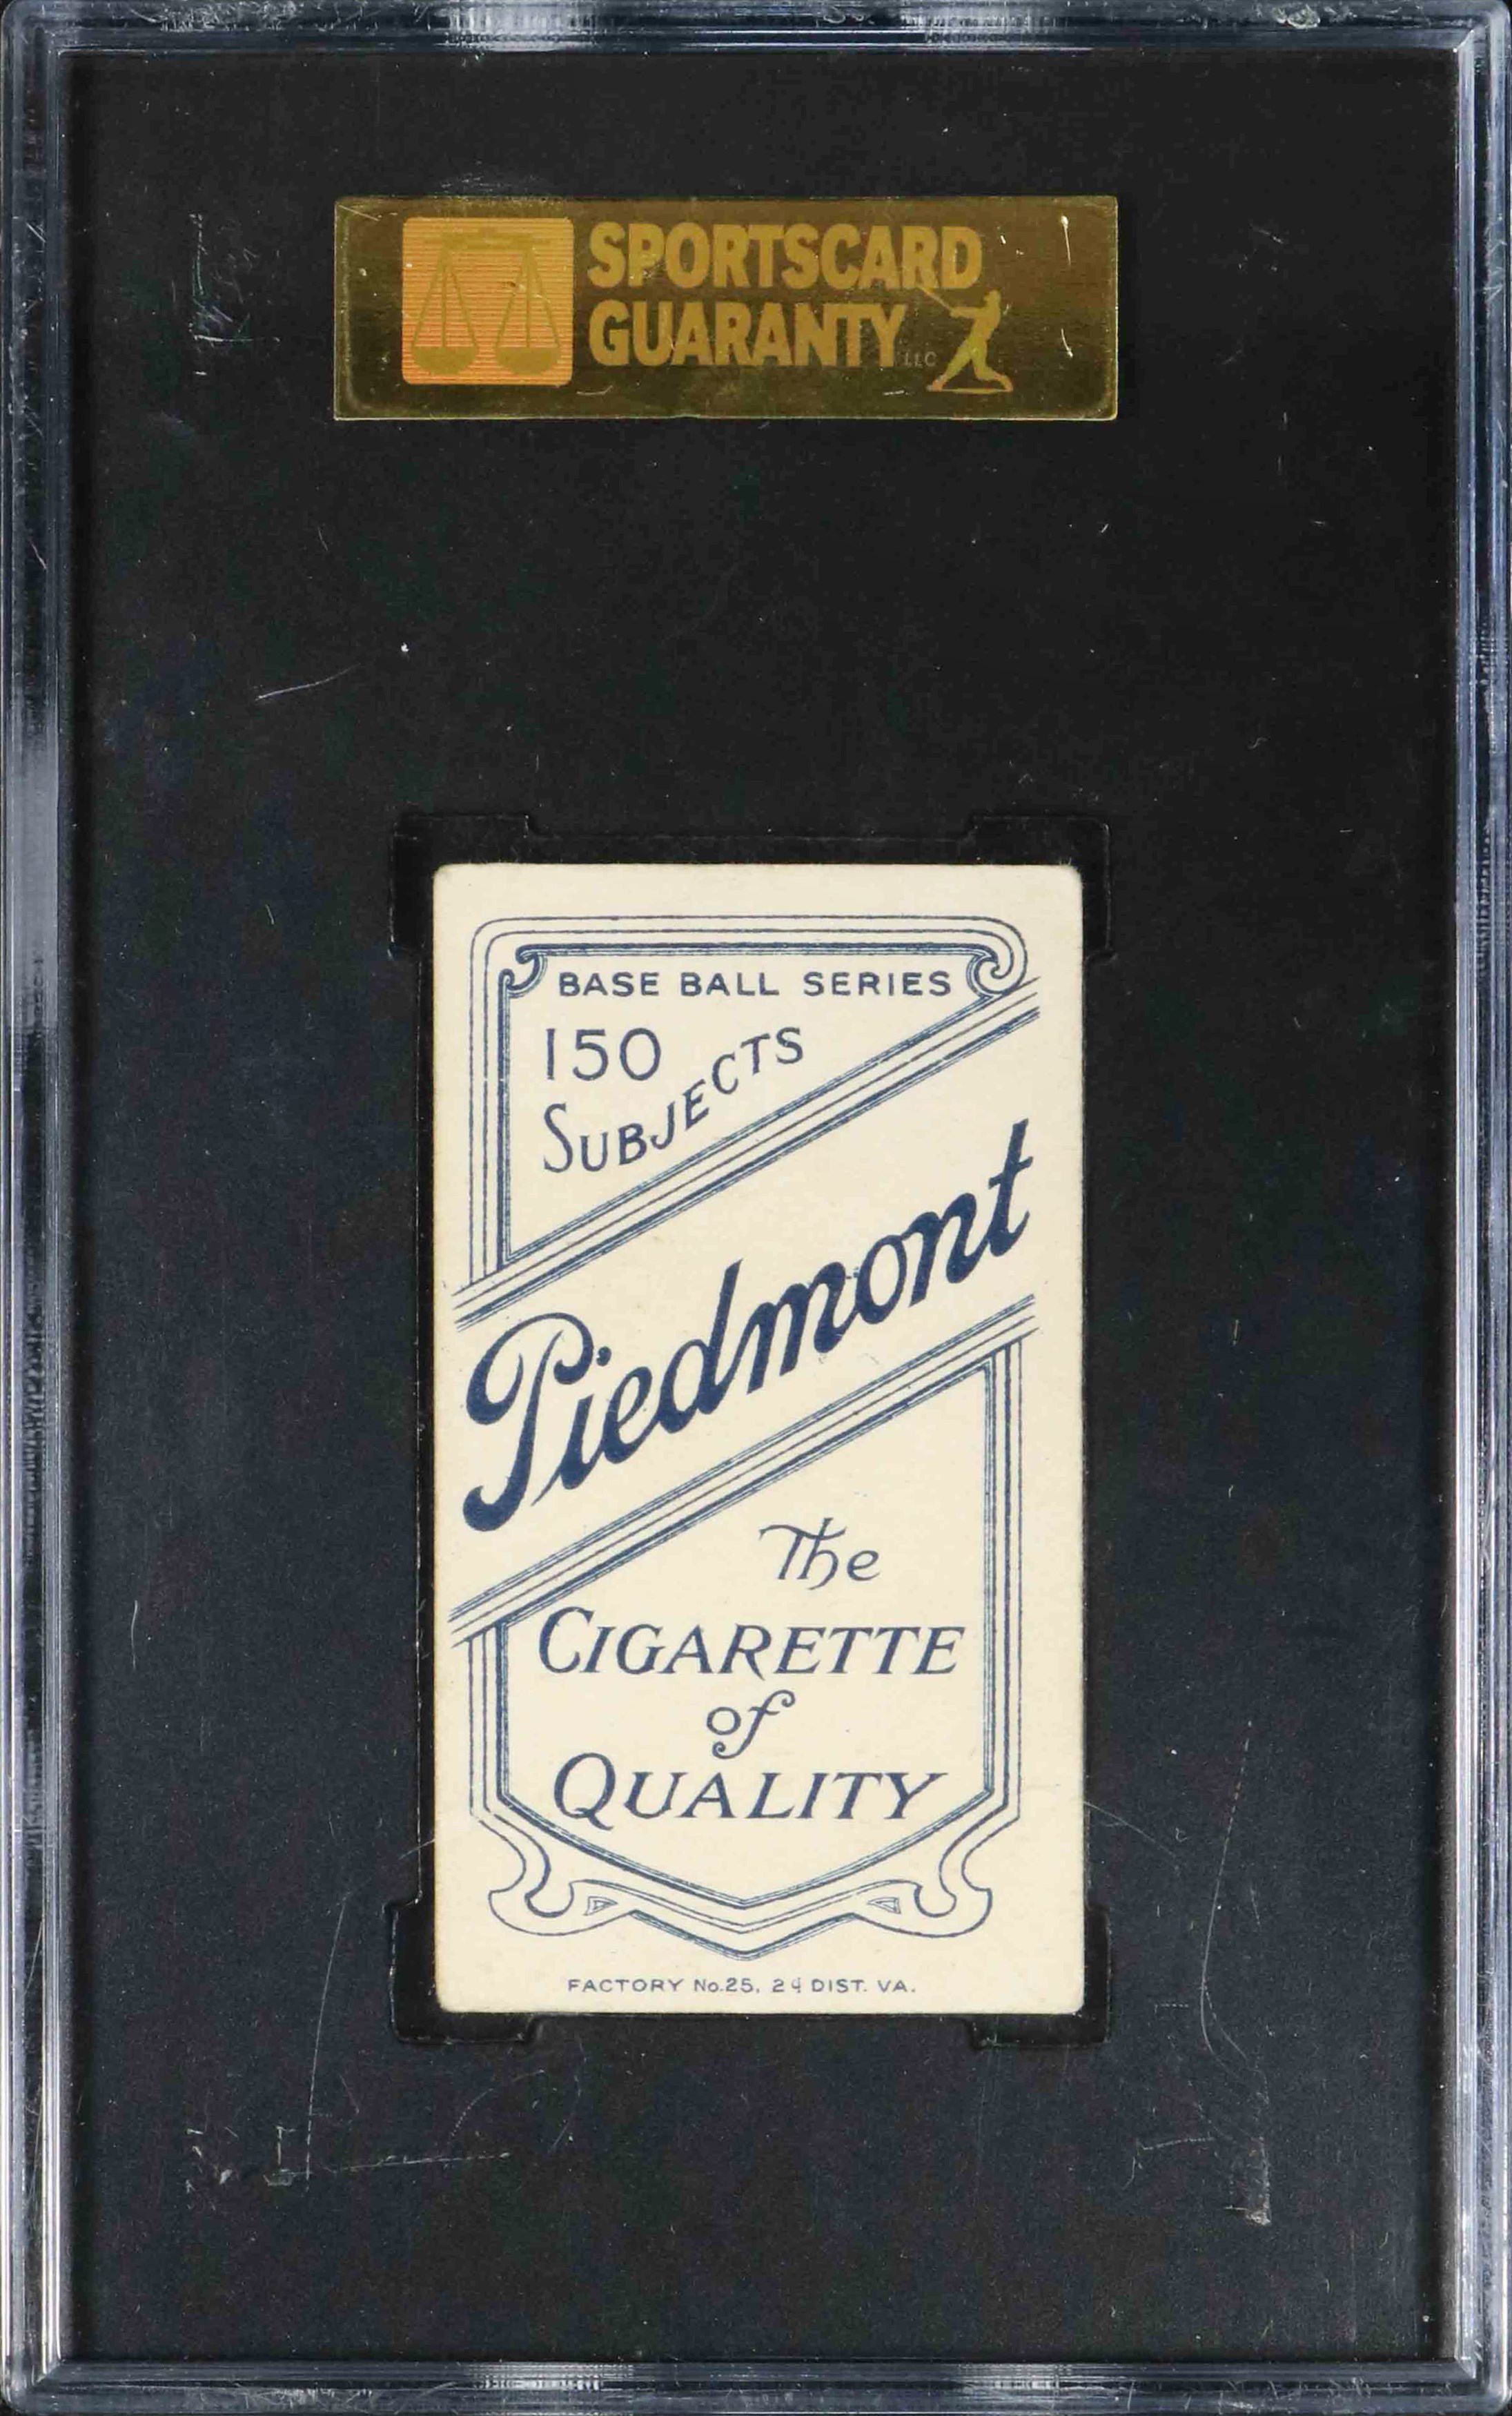 SPORTSCARD
GUARANTY LLC
BASE BALL SERIES
150
SUBJECTS
Piedmont
The
CIGARETTE
of
QUALITY
FACTORY No. 25, 2d DIST. VA.